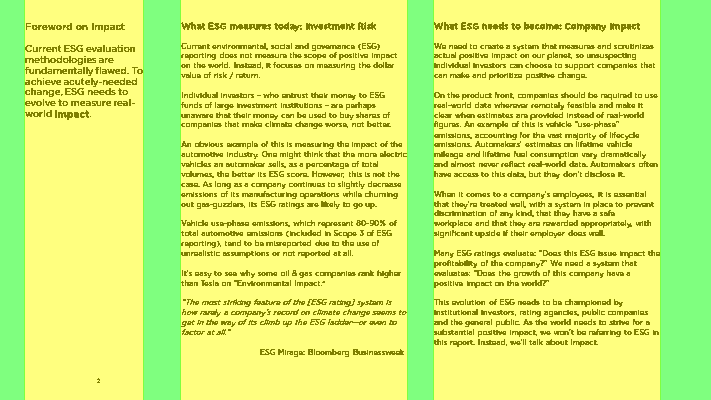 Foreword on Impact
Current ESG evaluation
methodologies are
fundamentally flawed. To
achieve acutely-needed
change, ESG needs to
evolve to measure real-
world Impact.
2
What ESG measures today: Investment Risk
Current environmental, social and governance (ESG)
reporting does not measure the scope of positive impact
on the world. Instead, it focuses on measuring the dollar
value of risk / return.
Individual investors – who entrust their money to ESG
funds of large investment institutions – are perhaps
unaware that their money can be used to buy shares of
companies that make climate change worse, not better.
An obvious example of this is measuring the impact of the
automotive industry. One might think that the more electric
vehicles an automaker sells, as a percentage of total
volumes, the better its ESG score. However, this is not the
case. As long as a company continues to slightly decrease
emissions of its manufacturing operations while churning
out gas-guzzlers, its ESG ratings are likely to go up.
Vehicle use-phase emissions, which represent 80-90% of
total automotive emissions (included in Scope 3 of ESG
reporting), tend to be misreported due to the use of
unrealistic assumptions or not reported at all.
It's easy to see why some oil & gas companies rank higher
than Tesla on "Environmental Impact."
"The most striking feature of the [ESG rating] system is
how rarely a company's record on climate change seems to
get in the way of its climb up the ESG ladder—or even to
factor at all."
ESG Mirage: Bloomberg Businessweek
What ESG needs to become: Company Impact
We need to create a system that measures and scrutinizes
actual positive impact on our planet, so unsuspecting
individual investors can choose to support companies that
can make and prioritize positive change.
On the product front, companies should be required to use
real-world data wherever remotely feasible and make it
clear when estimates are provided instead of real-world
figures. An example of this is vehicle "use-phase"
emissions, accounting for the vast majority of lifecycle
emissions. Automakers' estimates on lifetime vehicle
mileage and lifetime fuel consumption vary dramatically
and almost never reflect real-world data. Automakers often
have access to this data, but they don't disclose it.
When it comes to a company's employees, it is essential
that they're treated well, with a system in place to prevent
discrimination of any kind, that they have a safe
workplace and that they are rewarded appropriately, with
significant upside if their employer does well.
Many ESG ratings evaluate: "Does this ESG issue impact the
profitability of the company?" We need a system that
evaluates: "Does the growth of this company have a
positive impact on the world?"
This evolution of ESG needs to be championed by
institutional investors, rating agencies, public companies
and the general public. As the world needs to strive for a
substantial positive impact, we won't be referring to ESG in
this report. Instead, we'll talk about Impact.